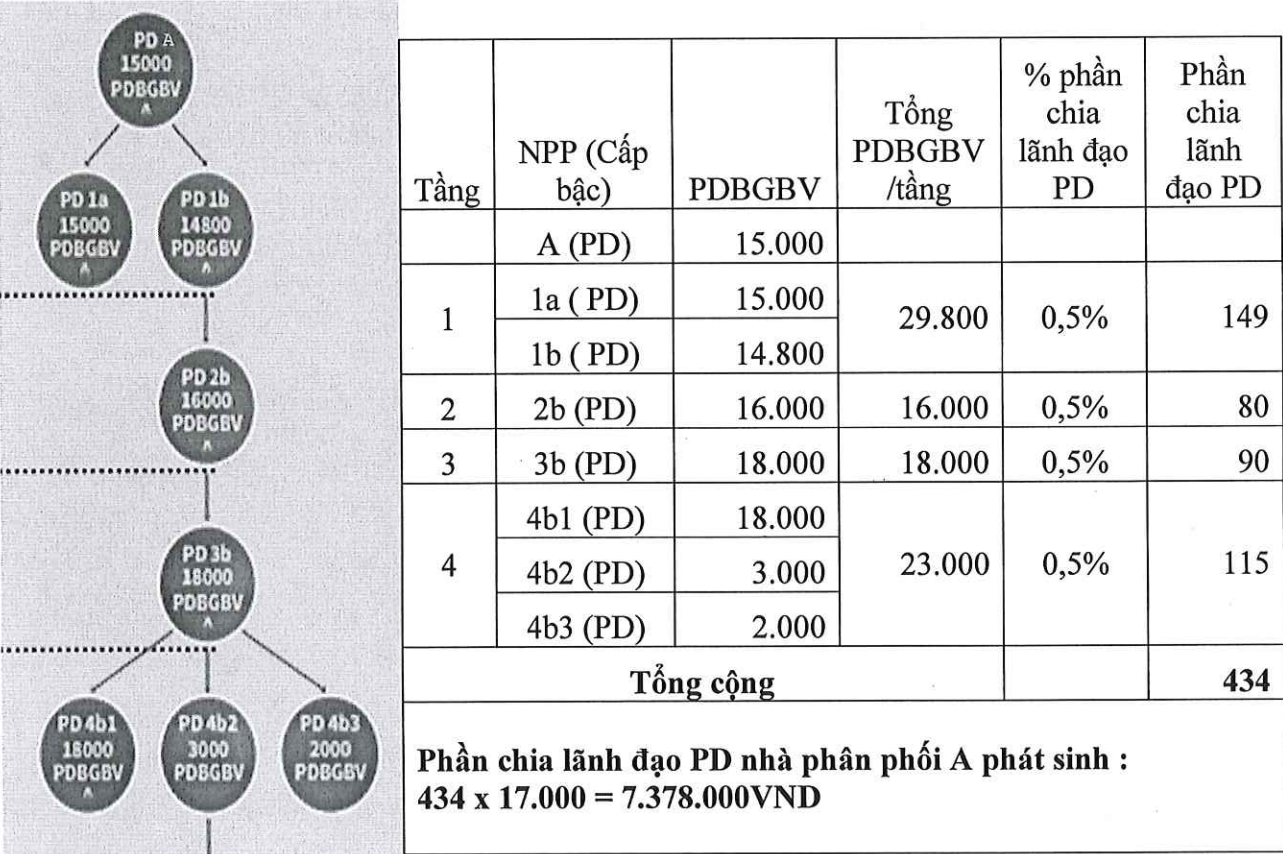 PD A
15000
PDBGBV
^
PD 1a
15000
PDBGBV
^
PD 1b
14800
PDBGBV
^
PD 2b
16000
PDBGBV
^
PD 3b
18000
PDBGBV
^
PD 4b1
18000
PDBGBV
^
PD 4b2
3000
PDBGBV
PD 4b3
2000
PDBGBV
Tầng
NPP (Cấp
bậc)
PDBGBV
Tổng
PDBGBV
/tầng
% phần
chia
lãnh đạo
PD
Phần
chia
lãnh
đạo PD
A (PD) 15.000
1 1a ( PD) 15.000 29.800 0,5% 149
1b ( PD) 14.800
2 2b (PD) 16.000 16.000 0,5% 80
3 3b (PD) 18.000 18.000 0,5% 90
4b1 (PD) 18.000
4 4b2 (PD) 3.000 23.000 0,5% 115
4b3 (PD) 2.000
Tổng cộng 434
Phần chia lãnh đạo PD nhà phân phối A phát sinh :
434 x 17.000 = 7.378.000VND